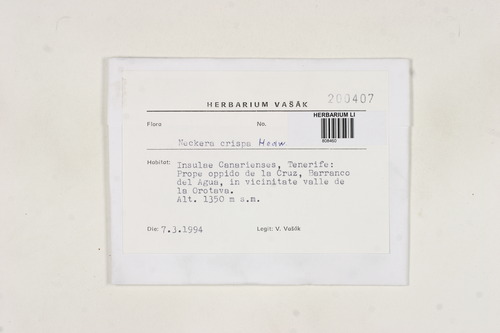 HERBARIUM VAŠÁK
200407
Flora No.
HERBARIUM LI
Neckera crispa Hedw
Habitat: Insulae Canarienses, Tenerife:
Prope oppido de la Cruz, Barranco
del Agua, in vicinitate valle de
la Orotava.
Alt. 1350 m s.m.
Die: 7.3.1994 Legit: V. Vašák